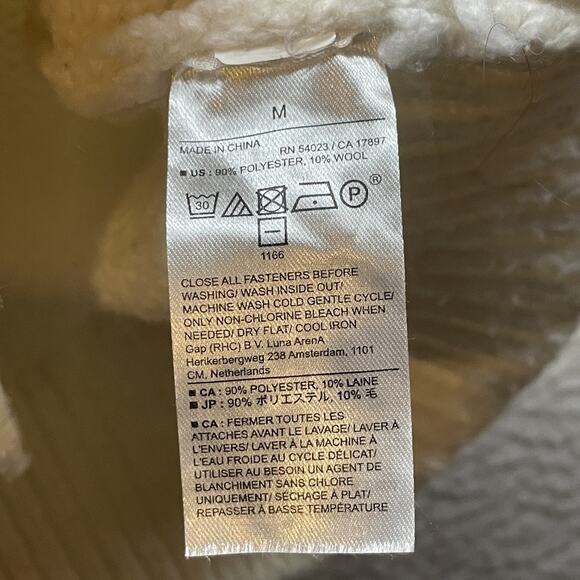 M
MADE IN CHINA RN 54023 / CA 17897
■ US : 90% POLYESTER, 10% WOOL
30 P ®
1166
CLOSE ALL FASTENERS BEFORE
WASHING/ WASH INSIDE OUT/
MACHINE WASH COLD GENTLE CYCLE/
ONLY NON-CHLORINE BLEACH WHEN
NEEDED/ DRY FLAT/ COOL IRON
Gap (RHC) B.V. Luna ArenA
Herikerbergweg 238 Amsterdam, 1101
CM, Netherlands
■ CA : 90% POLYESTER, 10% LAINE
■ JP : 90% ポリエステル, 10% 毛
■ CA : FERMER TOUTES LES
ATTACHES AVANT LE LAVAGE/ LAVER À
L'ENVERS/ LAVER À LA MACHINE À
L'EAU FROIDE AU CYCLE DÉLICAT/
UTILISER AU BESOIN UN AGENT DE
BLANCHIMENT SANS CHLORE
UNIQUEMENT/ SÉCHAGE À PLAT/
REPASSER À BASSE TEMPÉRATURE